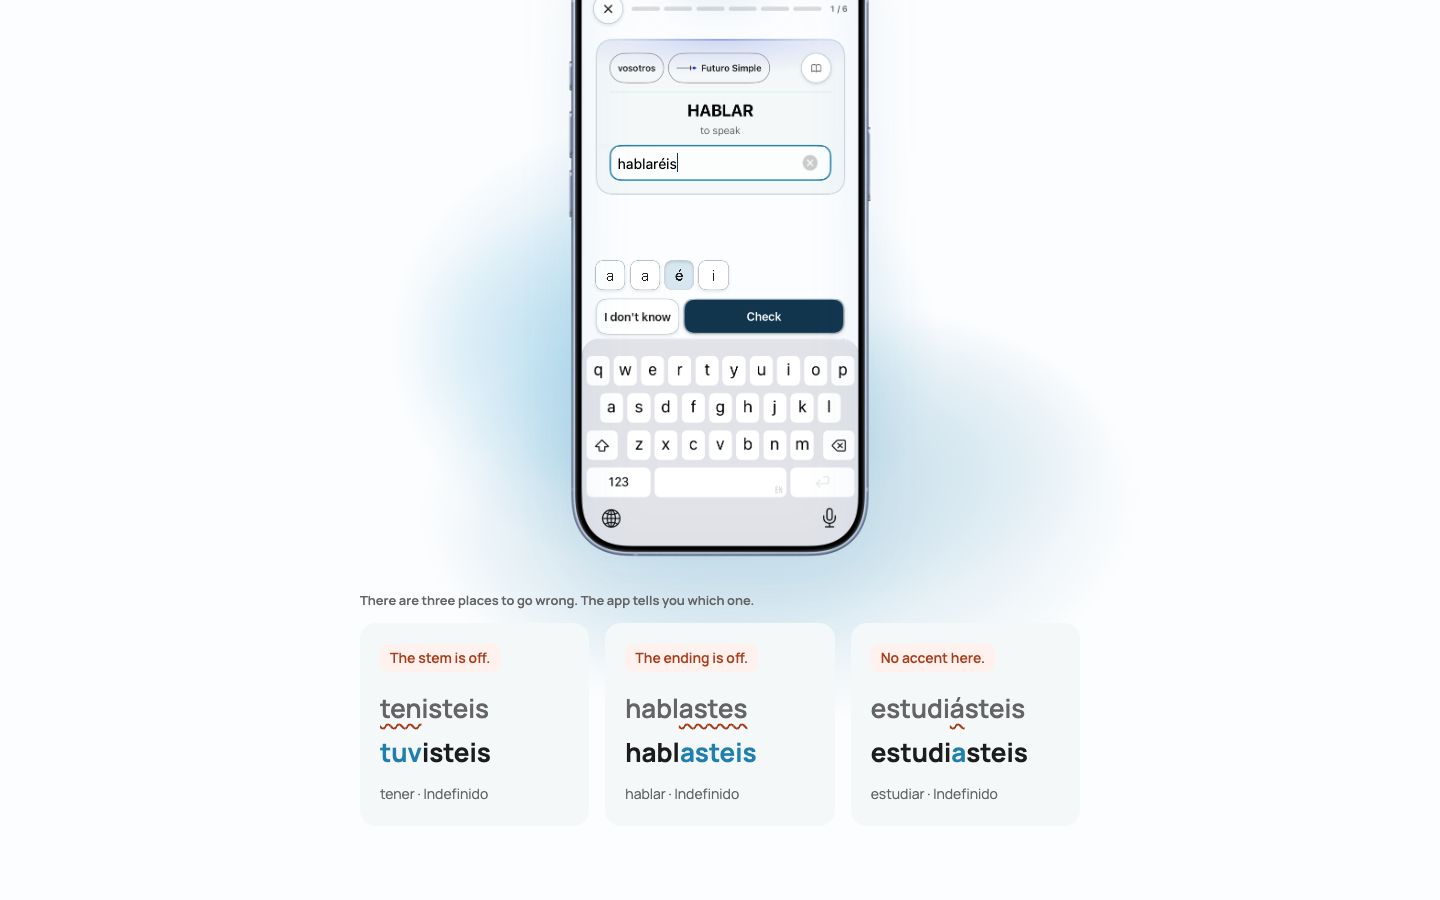 1 / 6
vosotros Futuro Simple
HABLAR
to speak
hablaréis
a a é i
I don't know Check
q w e r t y u i o p
a s d f g h j k l
z x c v b n m
123
There are three places to go wrong. The app tells you which one.
The stem is off.
tenisteis
tuvisteis
tener · Indefinido
The ending is off.
hablastes
hablasteis
hablar · Indefinido
No accent here.
estudiásteis
estudiasteis
estudiar · Indefinido